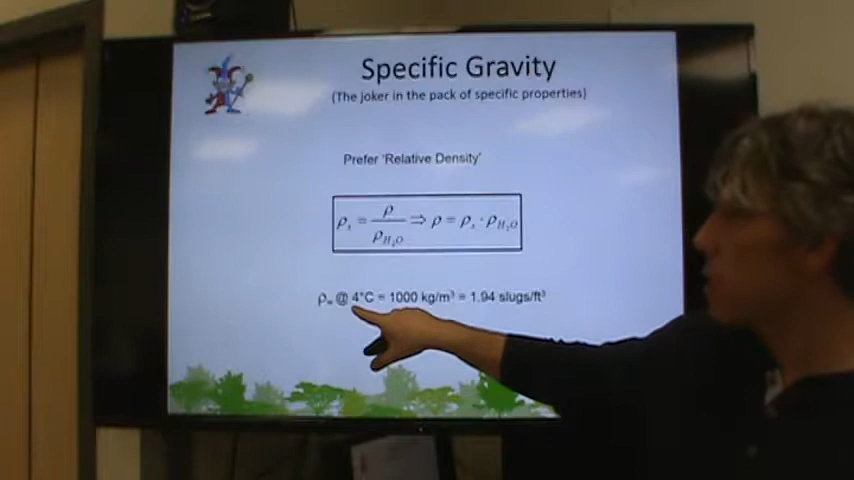 Specific Gravity
(The joker in the pack of specific properties)
Prefer 'Relative Density'
ρₛ = ρ / ρH₂O ⇒ ρ = ρₛ · ρH₂O
ρw @ 4°C = 1000 kg/m³ = 1.94 slugs/ft³